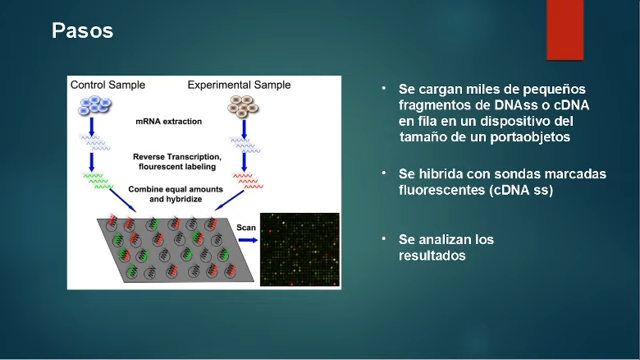 Pasos
Control Sample
Experimental Sample
mRNA extraction
Reverse Transcription,
flourescent labeling
Combine equal amounts
and hybridize
Scan
• Se cargan miles de pequeños
fragmentos de DNAss o cDNA
en fila en un dispositivo del
tamaño de un portaobjetos
• Se hibrida con sondas marcadas
fluorescentes (cDNA ss)
• Se analizan los
resultados